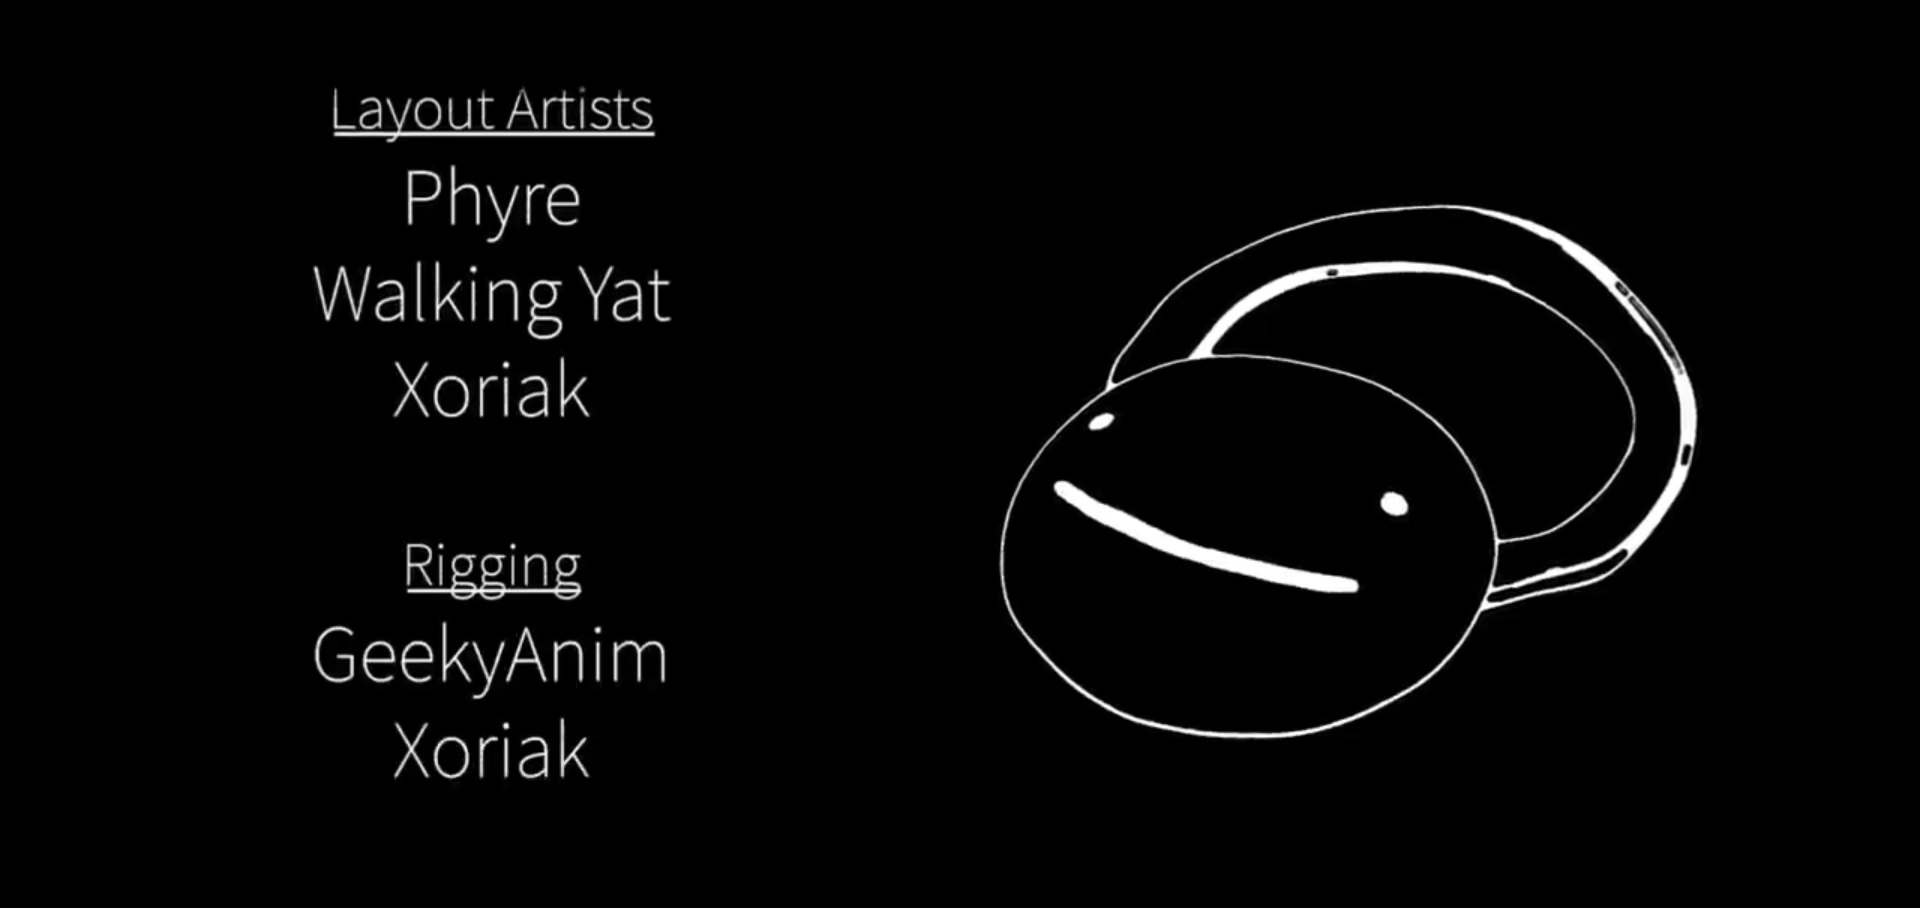 Layout Artists
Phyre
Walking Yat
Xoriak
Rigging
GeekyAnim
Xoriak